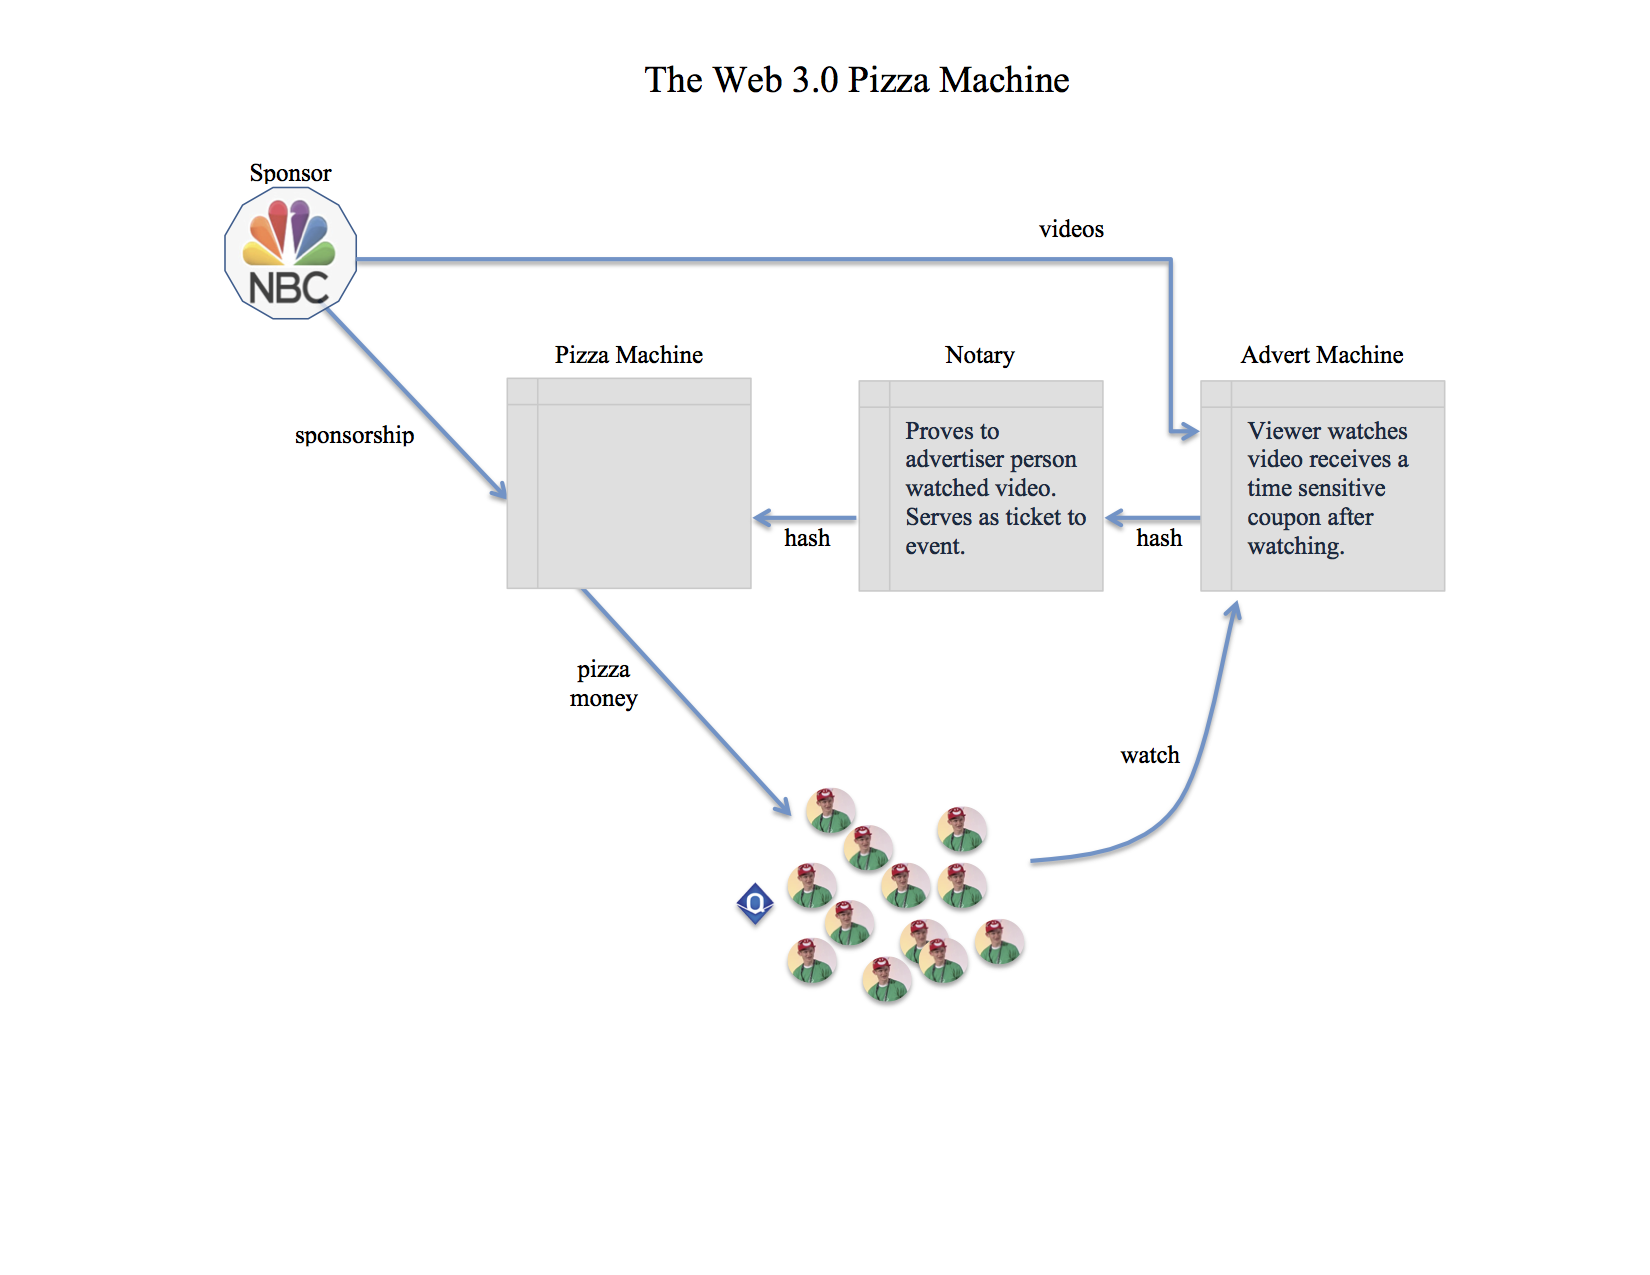 The Web 3.0 Pizza Machine
Sponsor
NBC
videos
sponsorship
Pizza Machine
Notary
Advert Machine
Proves to
advertiser person
watched video.
Serves as ticket to
event.
Viewer watches
video receives a
time sensitive
coupon after
watching.
hash
hash
pizza
money
watch
Q